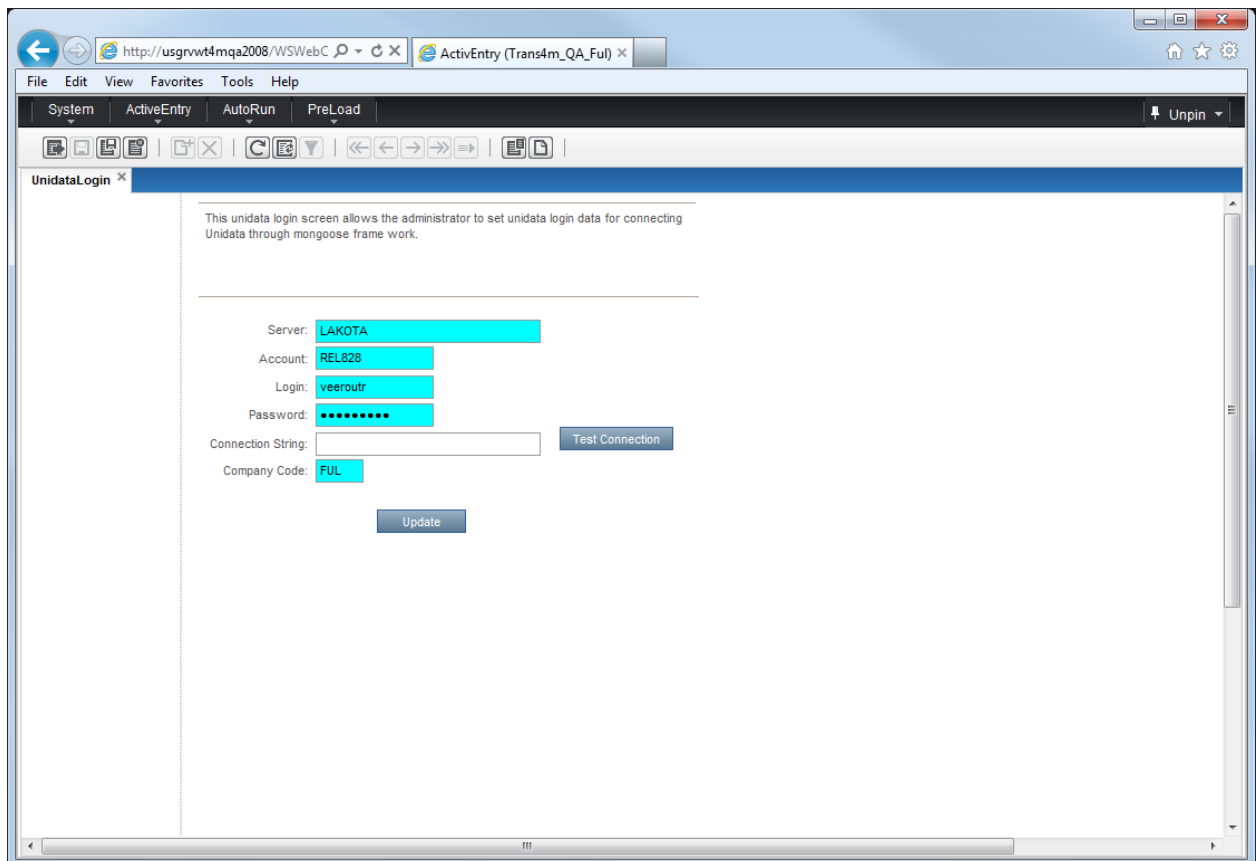 http://usgrvwt4mqa2008/WSWebC
ActivEntry (Trans4m_QA_Ful)
File Edit View Favorites Tools Help
System ActiveEntry AutoRun PreLoad Unpin
UnidataLogin
This unidata login screen allows the administrator to set unidata login data for connecting
Unidata through mongoose frame work.
Server: LAKOTA
Account: REL828
Login: veeroutr
Password: •••••••••
Connection String: Test Connection
Company Code: FUL
Update